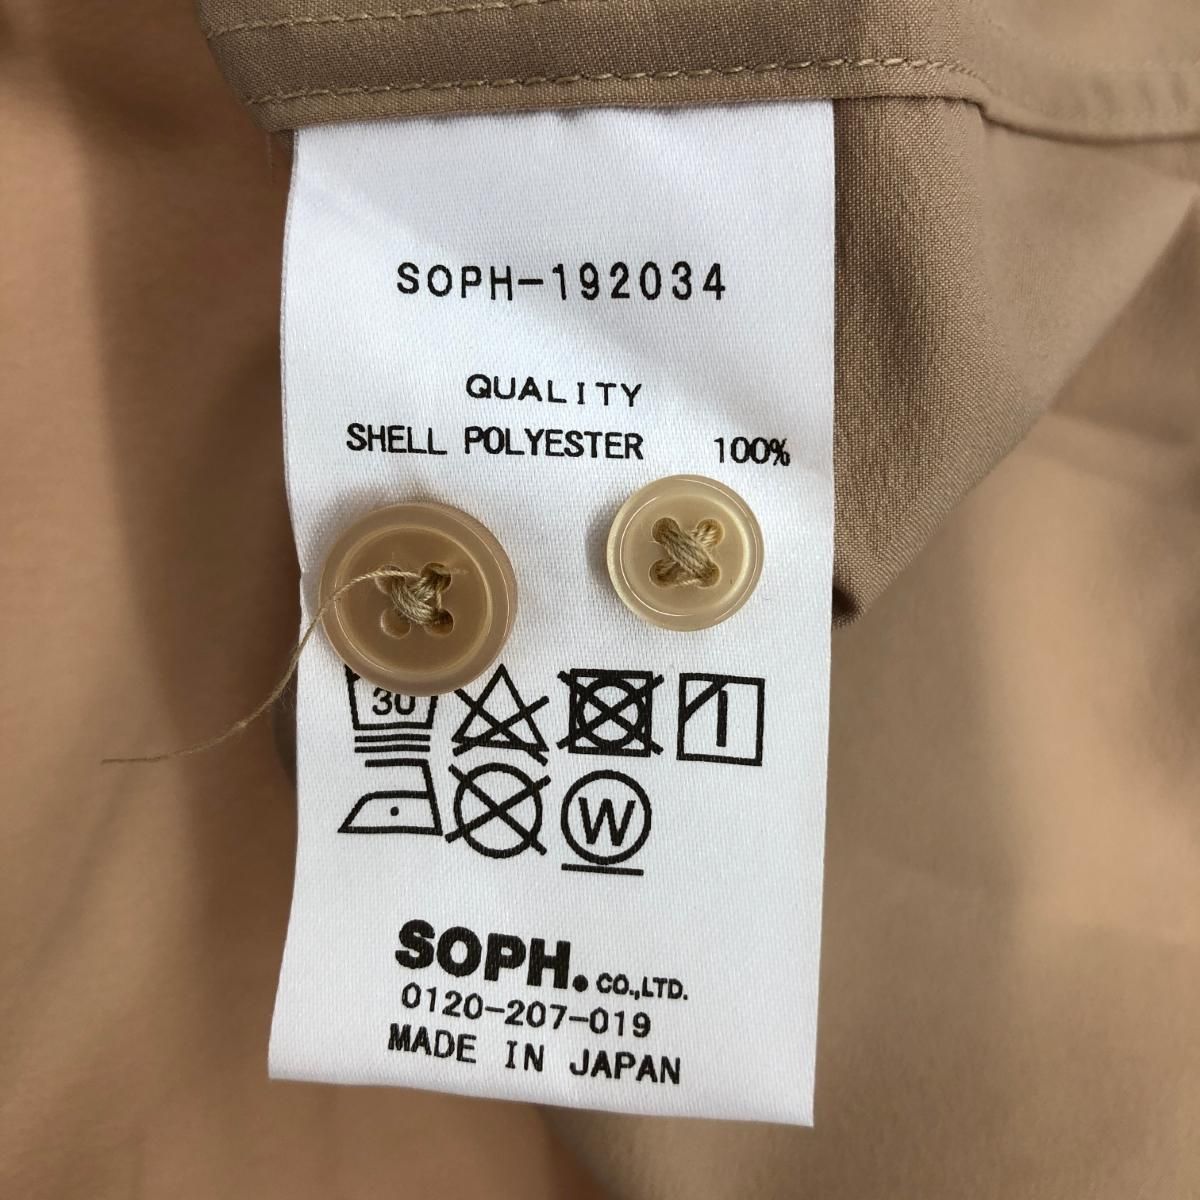 SOPH-192034
QUALITY
SHELL POLYESTER 100%
30
W
SOPH. CO.,LTD.
0120-207-019
MADE IN JAPAN